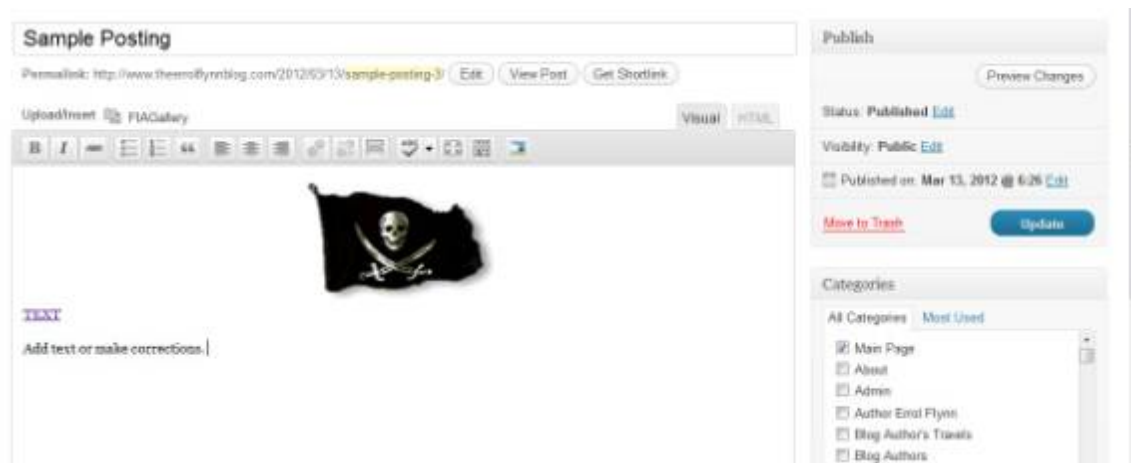 Sample Posting
Permalink: http://www.theerrolflynnblog.com/2012/03/13/sample-posting-3/ Edit View Post Get Shortlink
Upload/Insert FlAGallery
Visual HTML
B I
TEXT
Add text or make corrections.
Publish
Preview Changes
Status: Published Edit
Visibility: Public Edit
Published on: Mar 13, 2012 @ 6:26 Edit
Move to Trash Update
Categories
All Categories Most Used
Main Page
About
Admin
Author Errol Flynn
Blog Author's Travels
Blog Authors